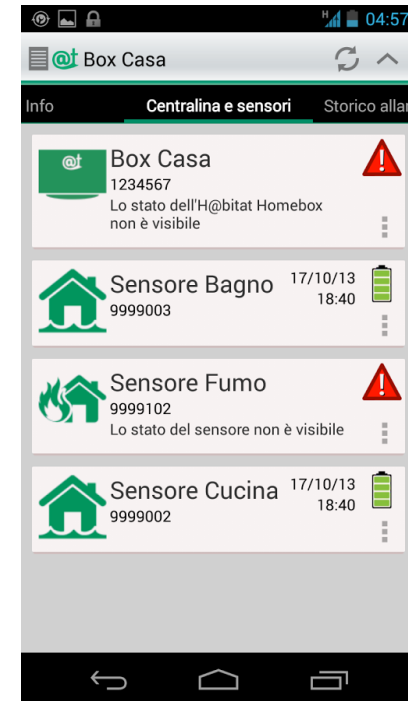 H 04:57
@t Box Casa
Info Centralina e sensori Storico allar
@t
Box Casa
1234567
Lo stato dell'H@bitat Homebox
non è visibile
Sensore Bagno 17/10/13
9999003 18:40
Sensore Fumo
9999102
Lo stato del sensore non è visibile
Sensore Cucina 17/10/13
9999002 18:40